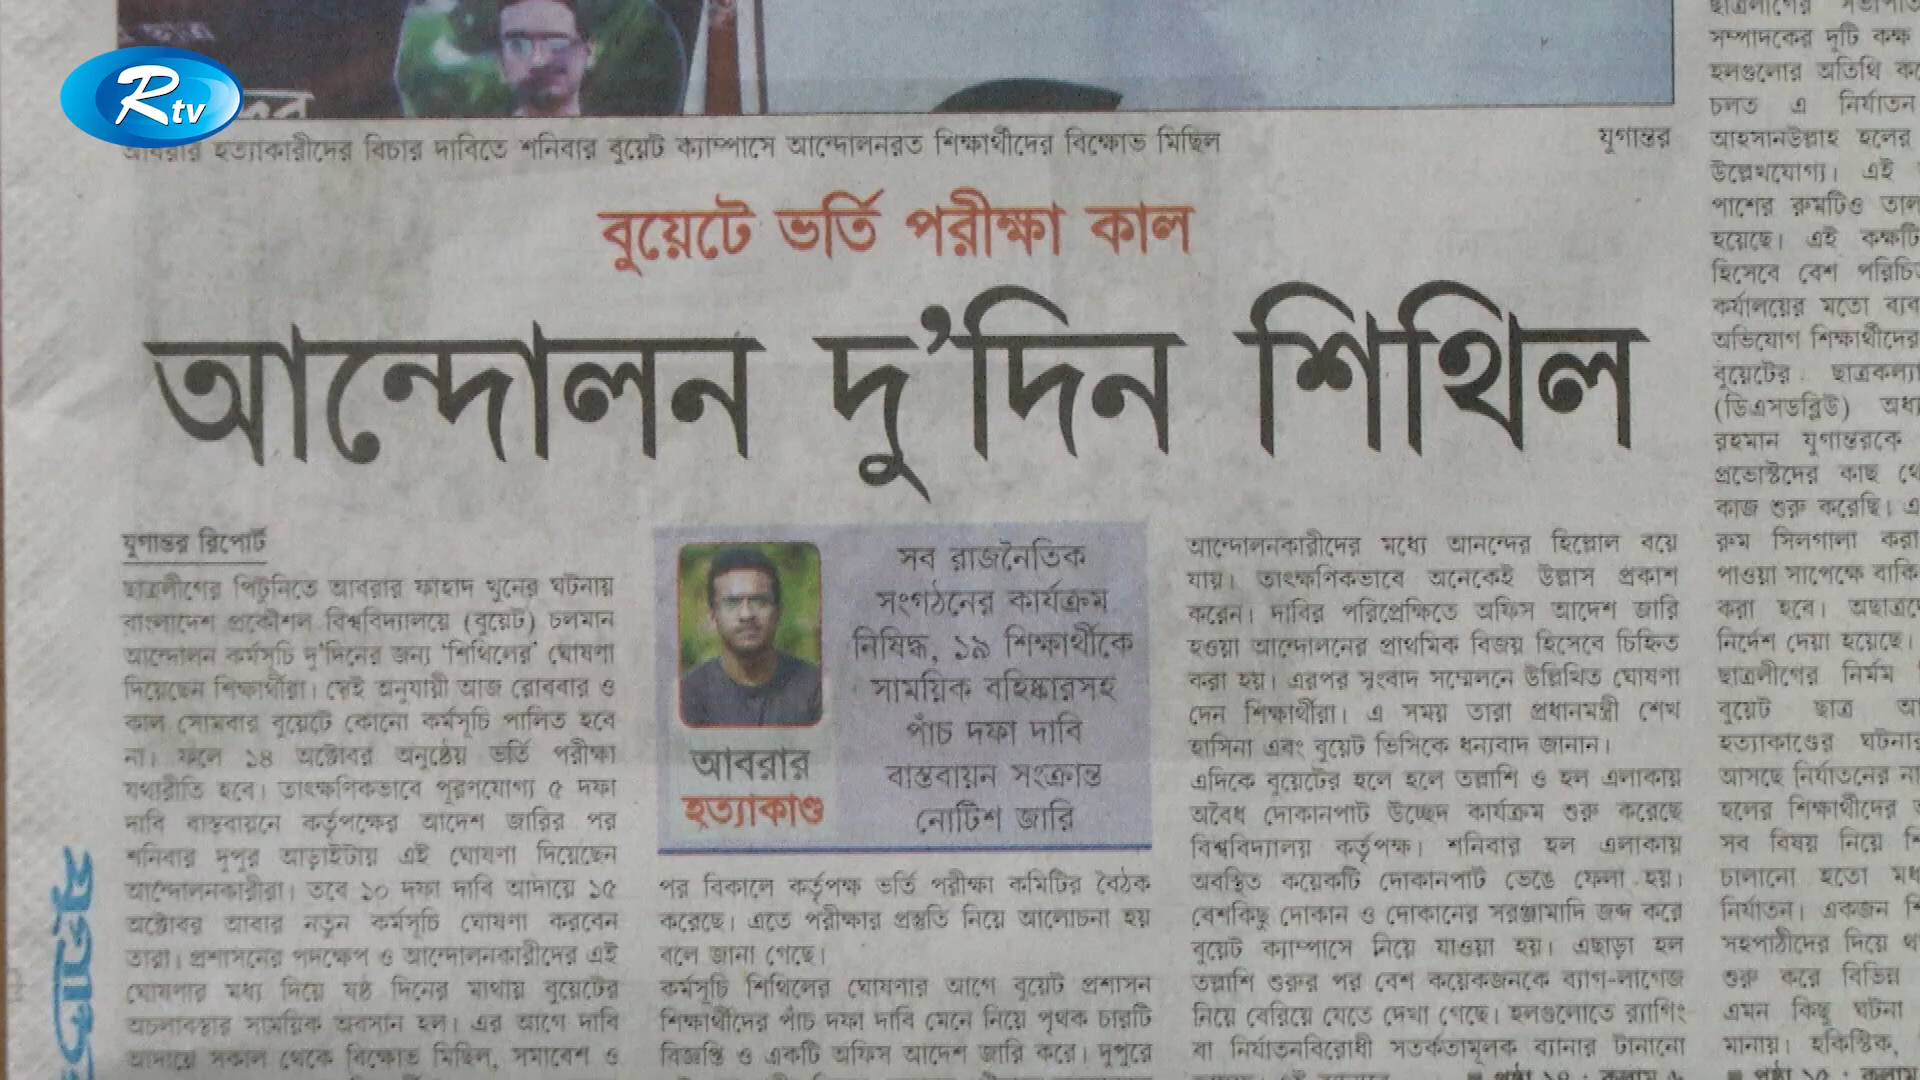 Rtv
আবরার হত্যাকারীদের বিচার দাবিতে শনিবার বুয়েট ক্যাম্পাসে আন্দোলনরত শিক্ষার্থীদের বিক্ষোভ মিছিল
যুগান্তর
বুয়েটে ভর্তি পরীক্ষা কাল
আন্দোলন দু'দিন শিথিল
যুগান্তর রিপোর্ট
ছাত্রলীগের পিটুনিতে আবরার ফাহাদ খুনের ঘটনায়
বাংলাদেশ প্রকৌশল বিশ্ববিদ্যালয়ে (বুয়েট) চলমান
আন্দোলন কর্মসূচি দু'দিনের জন্য 'শিথিলের' ঘোষণা
দিয়েছেন শিক্ষার্থীরা। সেই অনুযায়ী আজ রোববার ও
কাল সোমবার বুয়েটে কোনো কর্মসূচি পালিত হবে
না। ফলে ১৪ অক্টোবর অনুষ্ঠেয় ভর্তি পরীক্ষা
যথারীতি হবে। তাৎক্ষণিকভাবে পূরণযোগ্য ৫ দফা
দাবি বাস্তবায়নে কর্তৃপক্ষের আদেশ জারির পর
শনিবার দুপুর আড়াইটায় এই ঘোষণা দিয়েছেন
আন্দোলনকারীরা। তবে ১০ দফা দাবি আদায়ে ১৫
অক্টোবর আবার নতুন কর্মসূচি ঘোষণা করবেন
তারা। প্রশাসনের পদক্ষেপ ও আন্দোলনকারীদের এই
ঘোষণার মধ্য দিয়ে ষষ্ঠ দিনের মাথায় বুয়েটের
অচলাবস্থার সাময়িক অবসান হল। এর আগে দাবি
আদায়ে সকাল থেকে বিক্ষোভ মিছিল, সমাবেশ ও
আবরার
হত্যাকাণ্ড
সব রাজনৈতিক
সংগঠনের কার্যক্রম
নিষিদ্ধ, ১৯ শিক্ষার্থীকে
সাময়িক বহিষ্কারসহ
পাঁচ দফা দাবি
বাস্তবায়ন সংক্রান্ত
নোটিশ জারি
পর বিকালে কর্তৃপক্ষ ভর্তি পরীক্ষা কমিটির বৈঠক
করেছে। এতে পরীক্ষার প্রস্তুতি নিয়ে আলোচনা হয়
বলে জানা গেছে।
কর্মসূচি শিথিলের ঘোষণার আগে বুয়েট প্রশাসন
শিক্ষার্থীদের পাঁচ দফা দাবি মেনে নিয়ে পৃথক চারটি
বিজ্ঞপ্তি ও একটি অফিস আদেশ জারি করে। দুপুরে
আন্দোলনকারীদের মধ্যে আনন্দের হিল্লোল বয়ে
যায়। তাৎক্ষণিকভাবে অনেকেই উল্লাস প্রকাশ
করেন। দাবির পরিপ্রেক্ষিতে অফিস আদেশ জারি
হওয়া আন্দোলনের প্রাথমিক বিজয় হিসেবে চিহ্নিত
করা হয়। এরপর সংবাদ সম্মেলনে উল্লিখিত ঘোষণা
দেন শিক্ষার্থীরা। এ সময় তারা প্রধানমন্ত্রী শেখ
হাসিনা এবং বুয়েট ভিসিকে ধন্যবাদ জানান।
এদিকে বুয়েটের হলে হলে তল্লাশি ও হল এলাকায়
অবৈধ দোকানপাট উচ্ছেদ কার্যক্রম শুরু করেছে
বিশ্ববিদ্যালয় কর্তৃপক্ষ। শনিবার হল এলাকায়
অবস্থিত কয়েকটি দোকানপাট ভেঙে ফেলা হয়।
বেশকিছু দোকান ও দোকানের সরঞ্জামাদি জব্দ করে
বুয়েট ক্যাম্পাসে নিয়ে যাওয়া হয়। এছাড়া হল
তল্লাশি শুরুর পর বেশ কয়েকজনকে ব্যাগ-লাগেজ
নিয়ে বেরিয়ে যেতে দেখা গেছে। হলগুলোতে র‍্যাগিং
বা নির্যাতনবিরোধী সতর্কতামূলক ব্যানার টানানো
সম্পাদকের দুটি কক্ষ
হলগুলোর অতিথি
চলত এ নির্যাতন
আহসানউল্লাহ হলের
উল্লেখযোগ্য। এই
পাশের রুমটিও
হয়েছে। এই কক্ষটি
হিসেবে বেশ
কার্যালয়ের মতো
অভিযোগ শিক্ষার্থীদের
বুয়েটের
(ডিএসডব্লিউ)
রহমান যুগান্তরকে
প্রভোস্টদের কাছ
কাজ শুরু করেছি।
রুম সিলগালা করা
পাওয়া সাপেক্ষে
করা হবে।
নির্দেশ দেয়া হয়েছে।
ছাত্রলীগের নির্মম
বুয়েট ছাত্র
হত্যাকাণ্ডের
আসছে নির্যাতনের
হলের শিক্ষার্থীদের
সব বিষয় নিয়ে
চালানো হতো
নির্যাতন। একজন
সহপাঠীদের দিয়ে
শুরু করে বিভিন্ন
এমন কিছু ঘটনা
মানায়। হকিস্টিক,